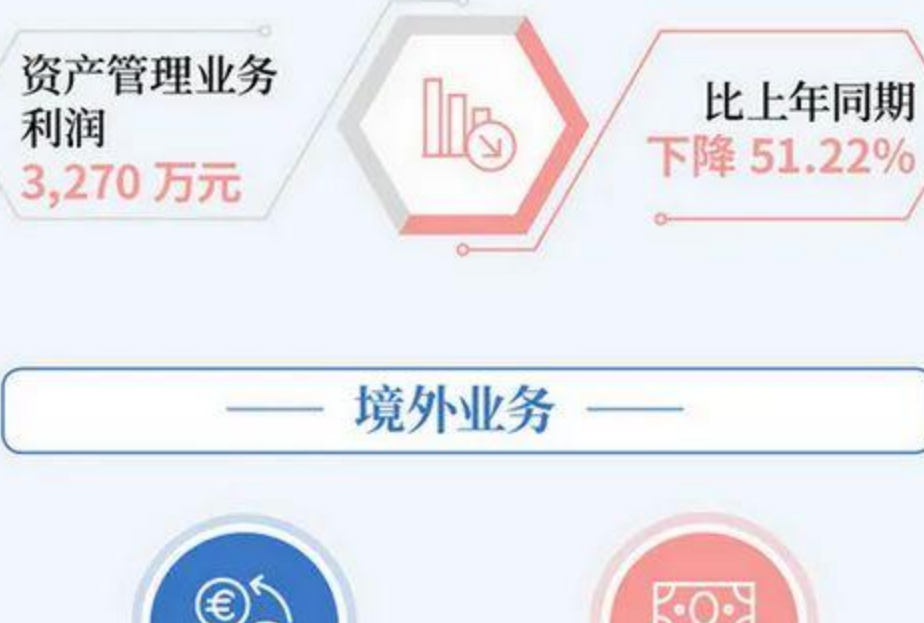 资产管理业务
利润
3,270 万元
比上年同期
下降 51.22%
境外业务